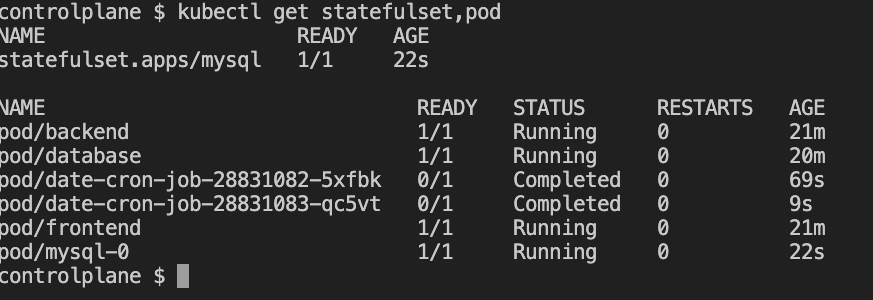 controlplane $ kubectl get statefulset,pod
NAME                     READY   AGE
statefulset.apps/mysql   1/1     22s

NAME                               READY   STATUS      RESTARTS   AGE
pod/backend                        1/1     Running     0          21m
pod/database                       1/1     Running     0          20m
pod/date-cron-job-28831082-5xfbk   0/1     Completed   0          69s
pod/date-cron-job-28831083-qc5vt   0/1     Completed   0          9s
pod/frontend                       1/1     Running     0          21m
pod/mysql-0                        1/1     Running     0          22s
controlplane $